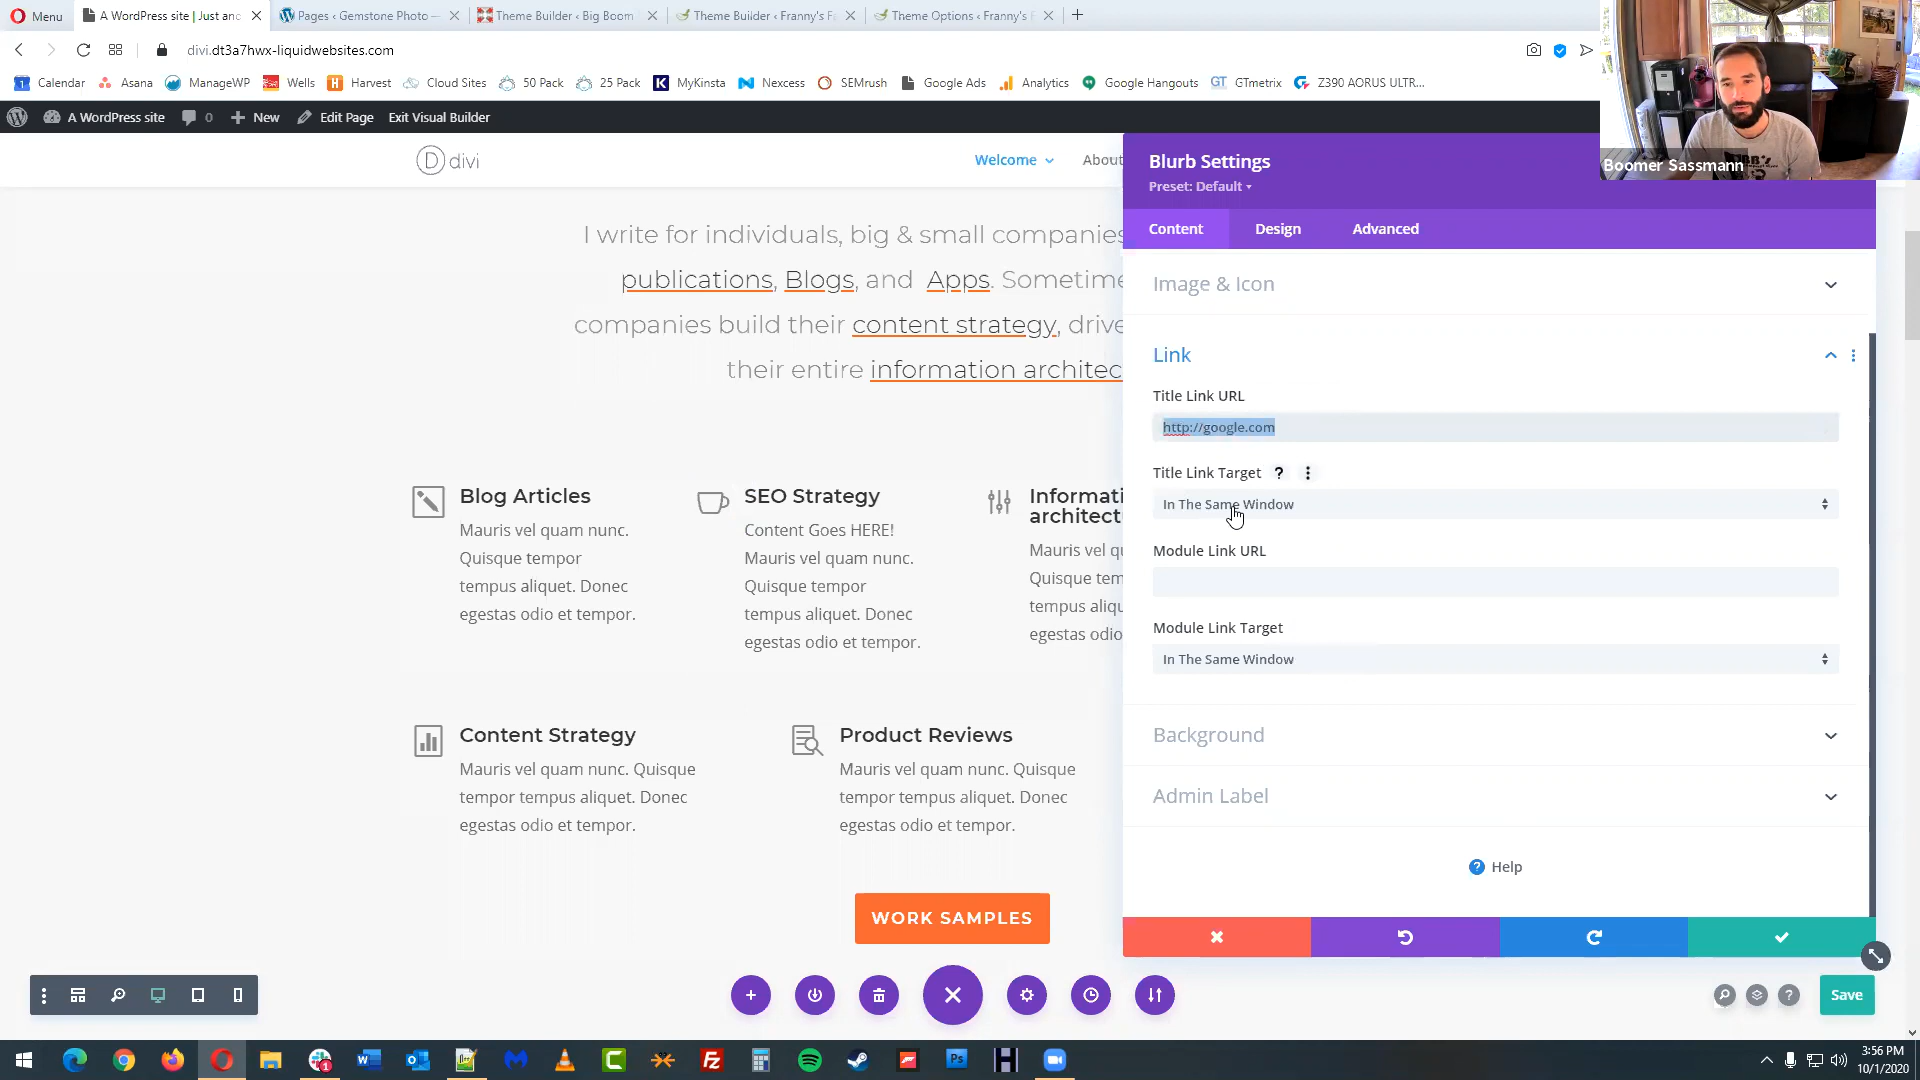 Menu
A WordPress site | Just and
Pages ‹ Gemstone Photo —
Theme Builder ‹ Big Boom
Theme Builder ‹ Franny's F
Theme Options ‹ Franny's F
divi.dt3a7hwx-liquidwebsites.com
Calendar
Asana
ManageWP
Wells
Harvest
Cloud Sites
50 Pack
25 Pack
MyKinsta
Nexcess
SEMrush
Google Ads
Analytics
Google Hangouts
GTmetrix
Z390 AORUS ULTR...
A WordPress site
0
New
Edit Page
Exit Visual Builder
Boomer Sassmann
divi
Welcome
About
I write for individuals, big & small companies
publications, Blogs, and Apps. Sometime
companies build their content strategy, drive
their entire information architec
Blog Articles
Mauris vel quam nunc.
Quisque tempor
tempus aliquet. Donec
egestas odio et tempor.
SEO Strategy
Content Goes HERE!
Mauris vel quam nunc.
Quisque tempor
tempus aliquet. Donec
egestas odio et tempor.
Informati
architect
Mauris vel q
Quisque tem
tempus aliqu
egestas odio
Content Strategy
Mauris vel quam nunc. Quisque
tempor tempus aliquet. Donec
egestas odio et tempor.
Product Reviews
Mauris vel quam nunc. Quisque
tempor tempus aliquet. Donec
egestas odio et tempor.
WORK SAMPLES
Blurb Settings
Preset: Default
Content
Design
Advanced
Image & Icon
Link
Title Link URL
http://google.com
Title Link Target
In The Same Window
Module Link URL
Module Link Target
In The Same Window
Background
Admin Label
Help
Save
3:56 PM
10/1/2020